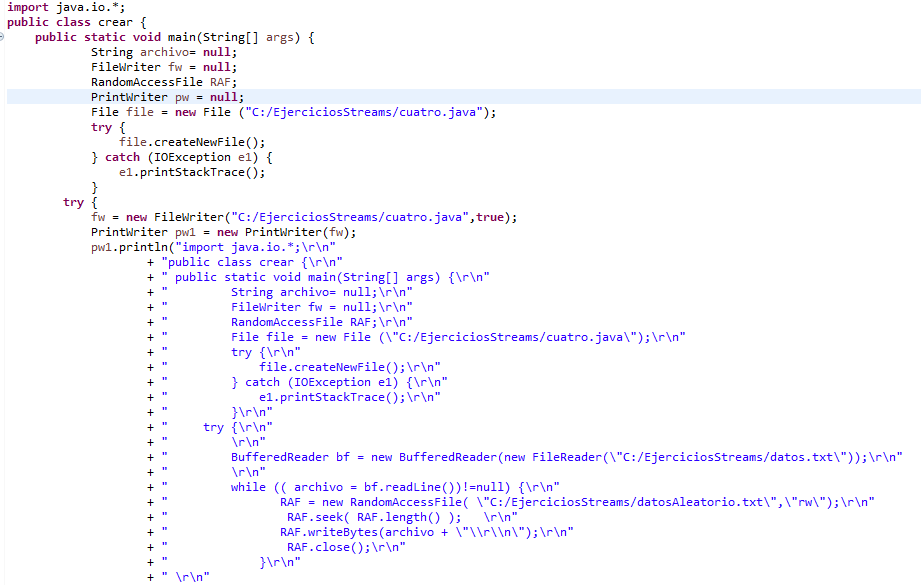 import java.io.*;
public class crear {
    public static void main(String[] args) {
            String archivo= null;
            FileWriter fw = null;
            RandomAccessFile RAF;
            PrintWriter pw = null;
            File file = new File ("C:/EjerciciosStreams/cuatro.java");
            try {
                file.createNewFile();
            } catch (IOException e1) {
                e1.printStackTrace();
            }
        try {
            fw = new FileWriter("C:/EjerciciosStreams/cuatro.java",true);
            PrintWriter pw1 = new PrintWriter(fw);
            pw1.println("import java.io.*;\r\n"
                    + "public class crear {\r\n"
                    + " public static void main(String[] args) {\r\n"
                    + "         String archivo= null;\r\n"
                    + "         FileWriter fw = null;\r\n"
                    + "         RandomAccessFile RAF;\r\n"
                    + "         File file = new File (\"C:/EjerciciosStreams/cuatro.java\");\r\n"
                    + "         try {\r\n"
                    + "             file.createNewFile();\r\n"
                    + "         } catch (IOException e1) {\r\n"
                    + "             e1.printStackTrace();\r\n"
                    + "         }\r\n"
                    + "     try {\r\n"
                    + "         \r\n"
                    + "         BufferedReader bf = new BufferedReader(new FileReader(\"C:/EjerciciosStreams/datos.txt\"));\r\n"
                    + "         \r\n"
                    + "         while (( archivo = bf.readLine())!=null) {\r\n"
                    + "                RAF = new RandomAccessFile( \"C:/EjerciciosStreams/datosAleatorio.txt\",\"rw\");\r\n"
                    + "                 RAF.seek( RAF.length() );   \r\n"
                    + "                RAF.writeBytes(archivo + \"\\r\\n\");\r\n"
                    + "                 RAF.close();\r\n"
                    + "             }\r\n"
                    + " \r\n"